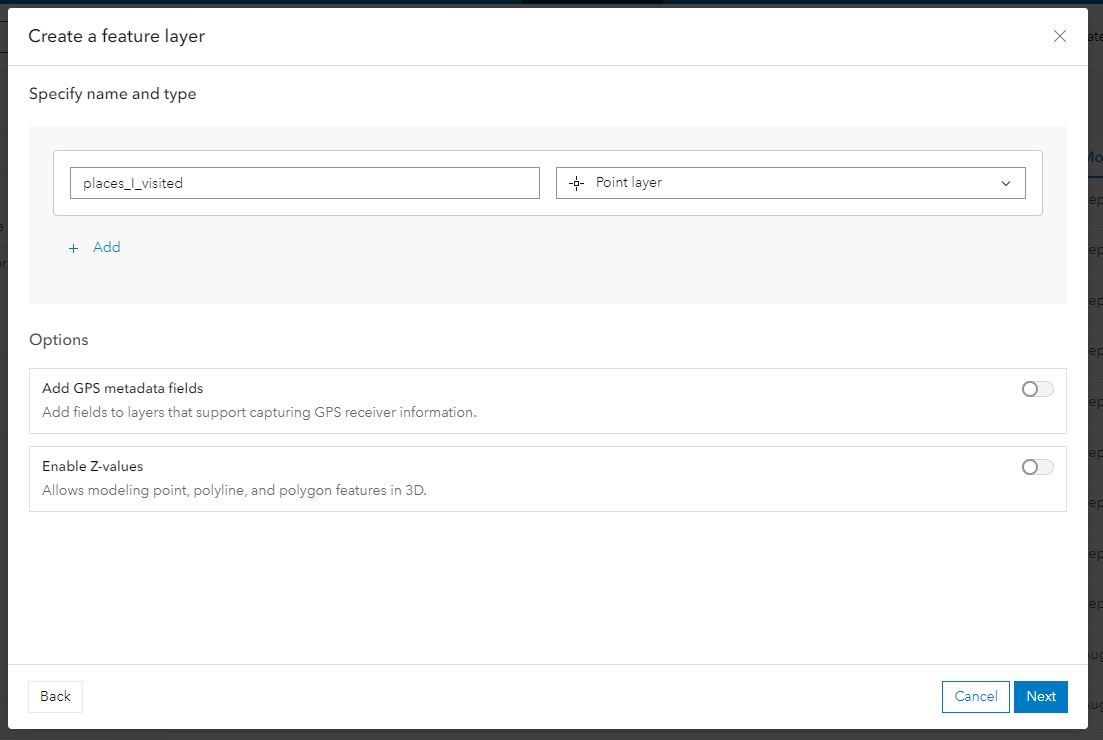 Create a feature layer
Specify name and type
places_I_visited
Point layer
+ Add
Options
Add GPS metadata fields
Add fields to layers that support capturing GPS receiver information.
Enable Z-values
Allows modeling point, polyline, and polygon features in 3D.
Back
Cancel
Next